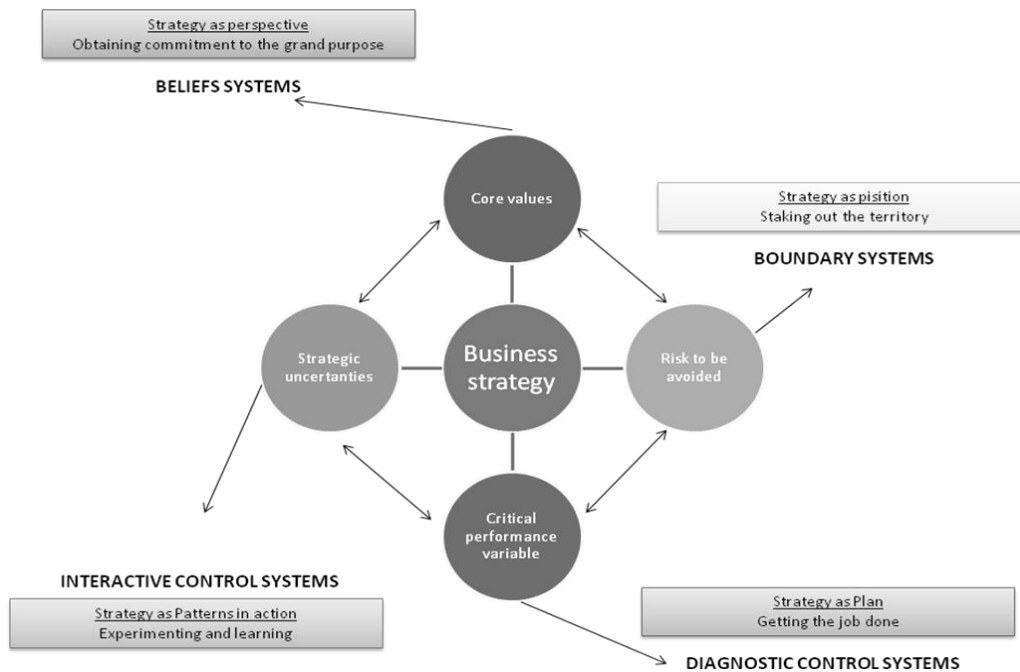 Strategy as perspective
Obtaining commitment to the grand purpose
BELIEFS SYSTEMS
Core values
Strategy as pisition
Staking out the territory
BOUNDARY SYSTEMS
Strategic
uncertanties
Business
strategy
Risk to be
avoided
Critical
performance
variable
INTERACTIVE CONTROL SYSTEMS
Strategy as Patterns in action
Experimenting and learning
Strategy as Plan
Getting the job done
DIAGNOSTIC CONTROL SYSTEMS